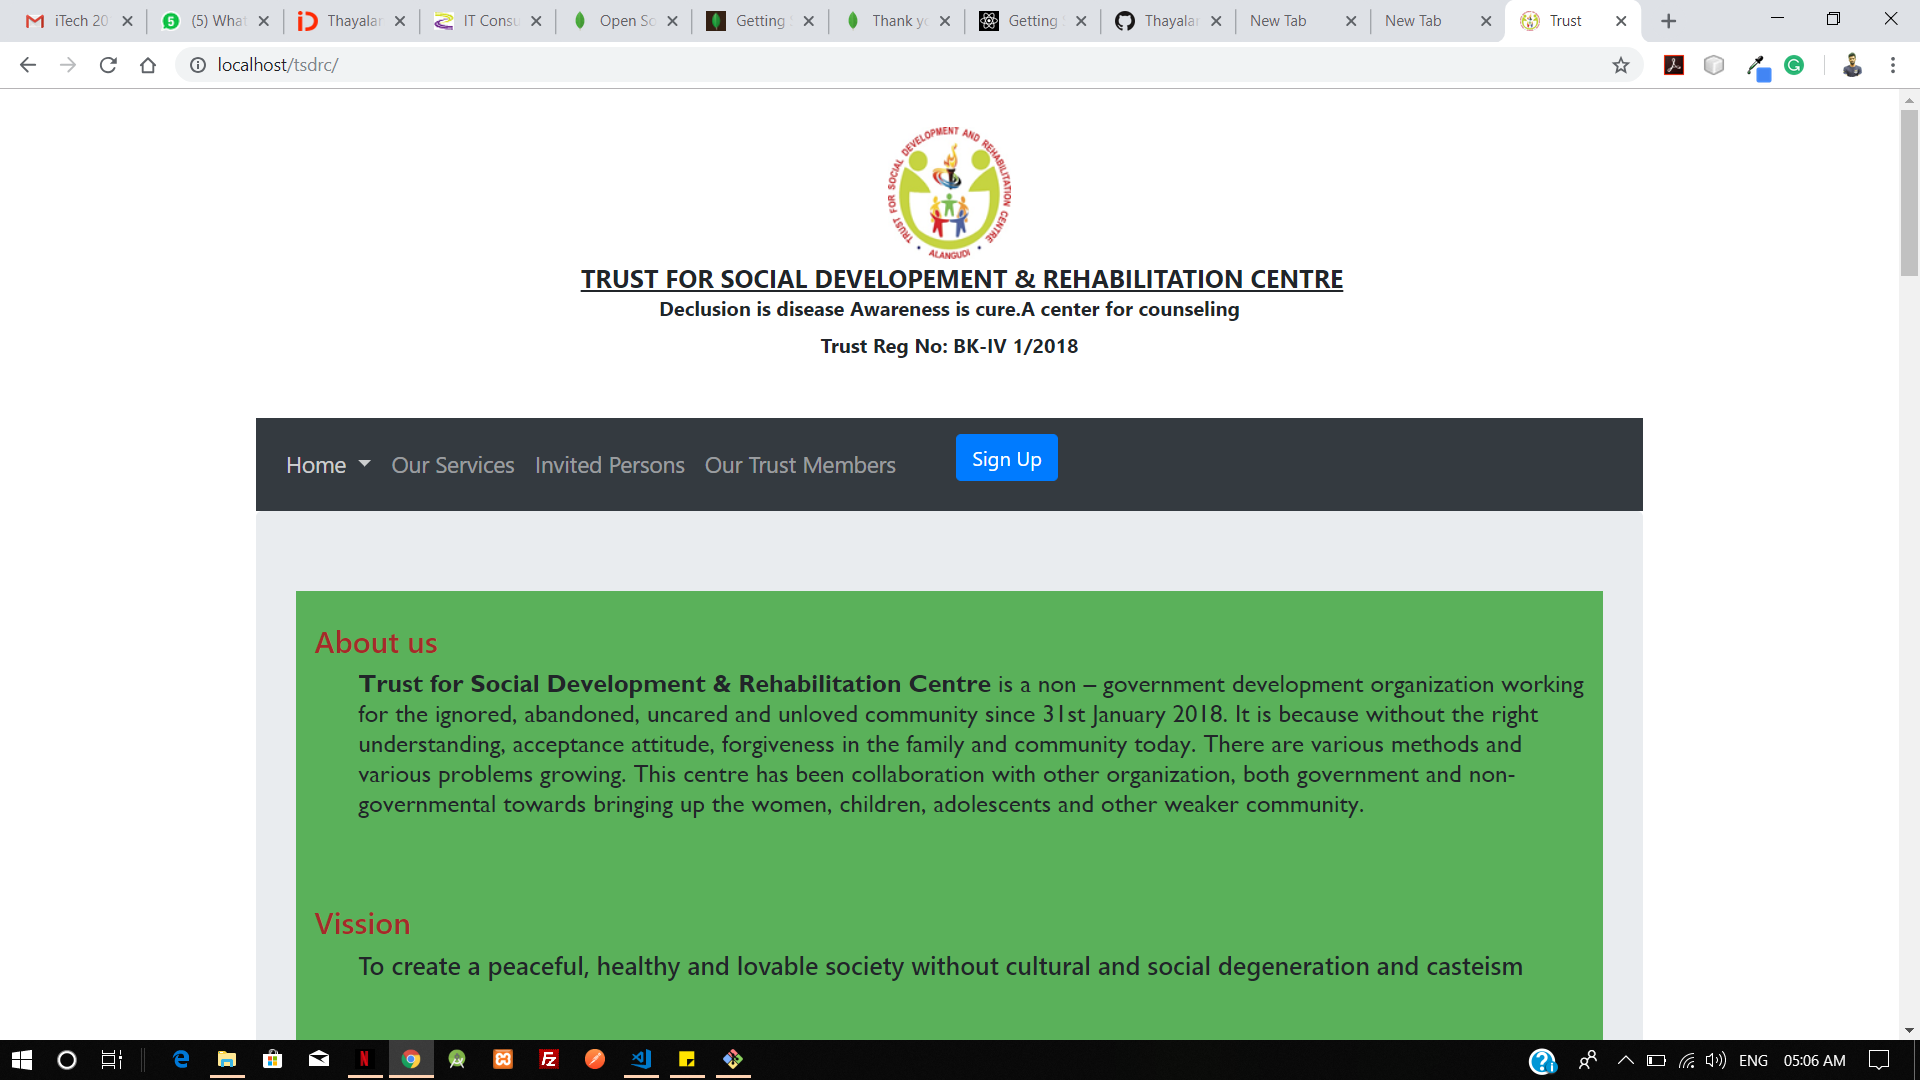 iTech 20
(5) What
Thayalar
IT Consu
Open So
Getting
Thank yo
Getting
Thayalar
New Tab
New Tab
Trust
localhost/tsdrc/
TRUST FOR SOCIAL DEVELOPMENT AND REHABILITATION CENTRE
ALANGUDI
TRUST FOR SOCIAL DEVELOPEMENT & REHABILITATION CENTRE
Declusion is disease Awareness is cure.A center for counseling
Trust Reg No: BK-IV 1/2018
Home Our Services Invited Persons Our Trust Members Sign Up
About us
Trust for Social Development & Rehabilitation Centre is a non – government development organization working
for the ignored, abandoned, uncared and unloved community since 31st January 2018. It is because without the right
understanding, acceptance attitude, forgiveness in the family and community today. There are various methods and
various problems growing. This centre has been collaboration with other organization, both government and non-
governmental towards bringing up the women, children, adolescents and other weaker community.
Vission
To create a peaceful, healthy and lovable society without cultural and social degeneration and casteism
ENG 05:06 AM